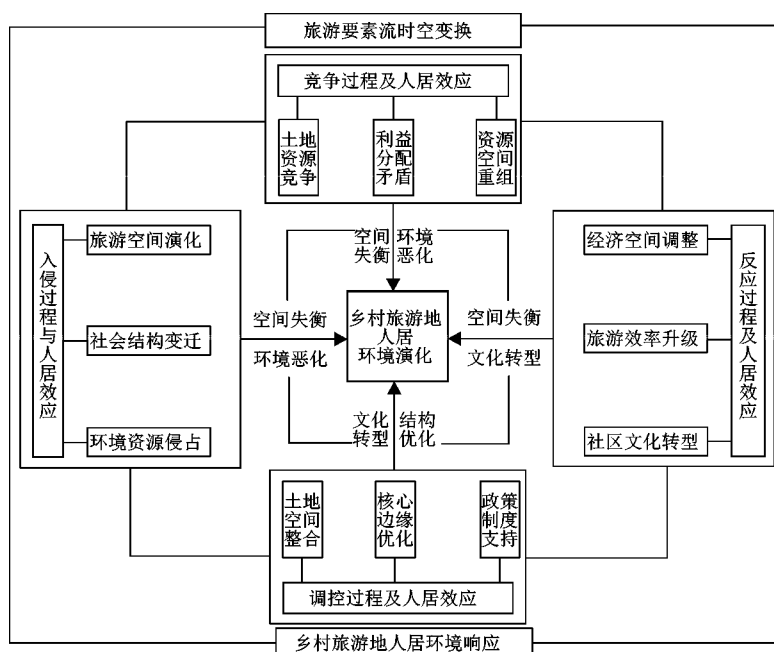 旅游要素流时空变换
竞争过程及人居效应
土地
资源
竞争
利益
分配
矛盾
资源
空间
重组
入侵过程与人居效应
旅游空间演化
社会结构变迁
环境资源侵占
空间
失衡
环境
恶化
空间失衡
环境恶化
乡村旅游地
人居
环境演化
空间失衡
文化转型
文化
转型
结构
优化
经济空间调整
旅游效率升级
社区文化转型
反应过程及人居效应
土地
空间
整合
核心
边缘
优化
政策
制度
支持
调控过程及人居效应
乡村旅游地人居环境响应